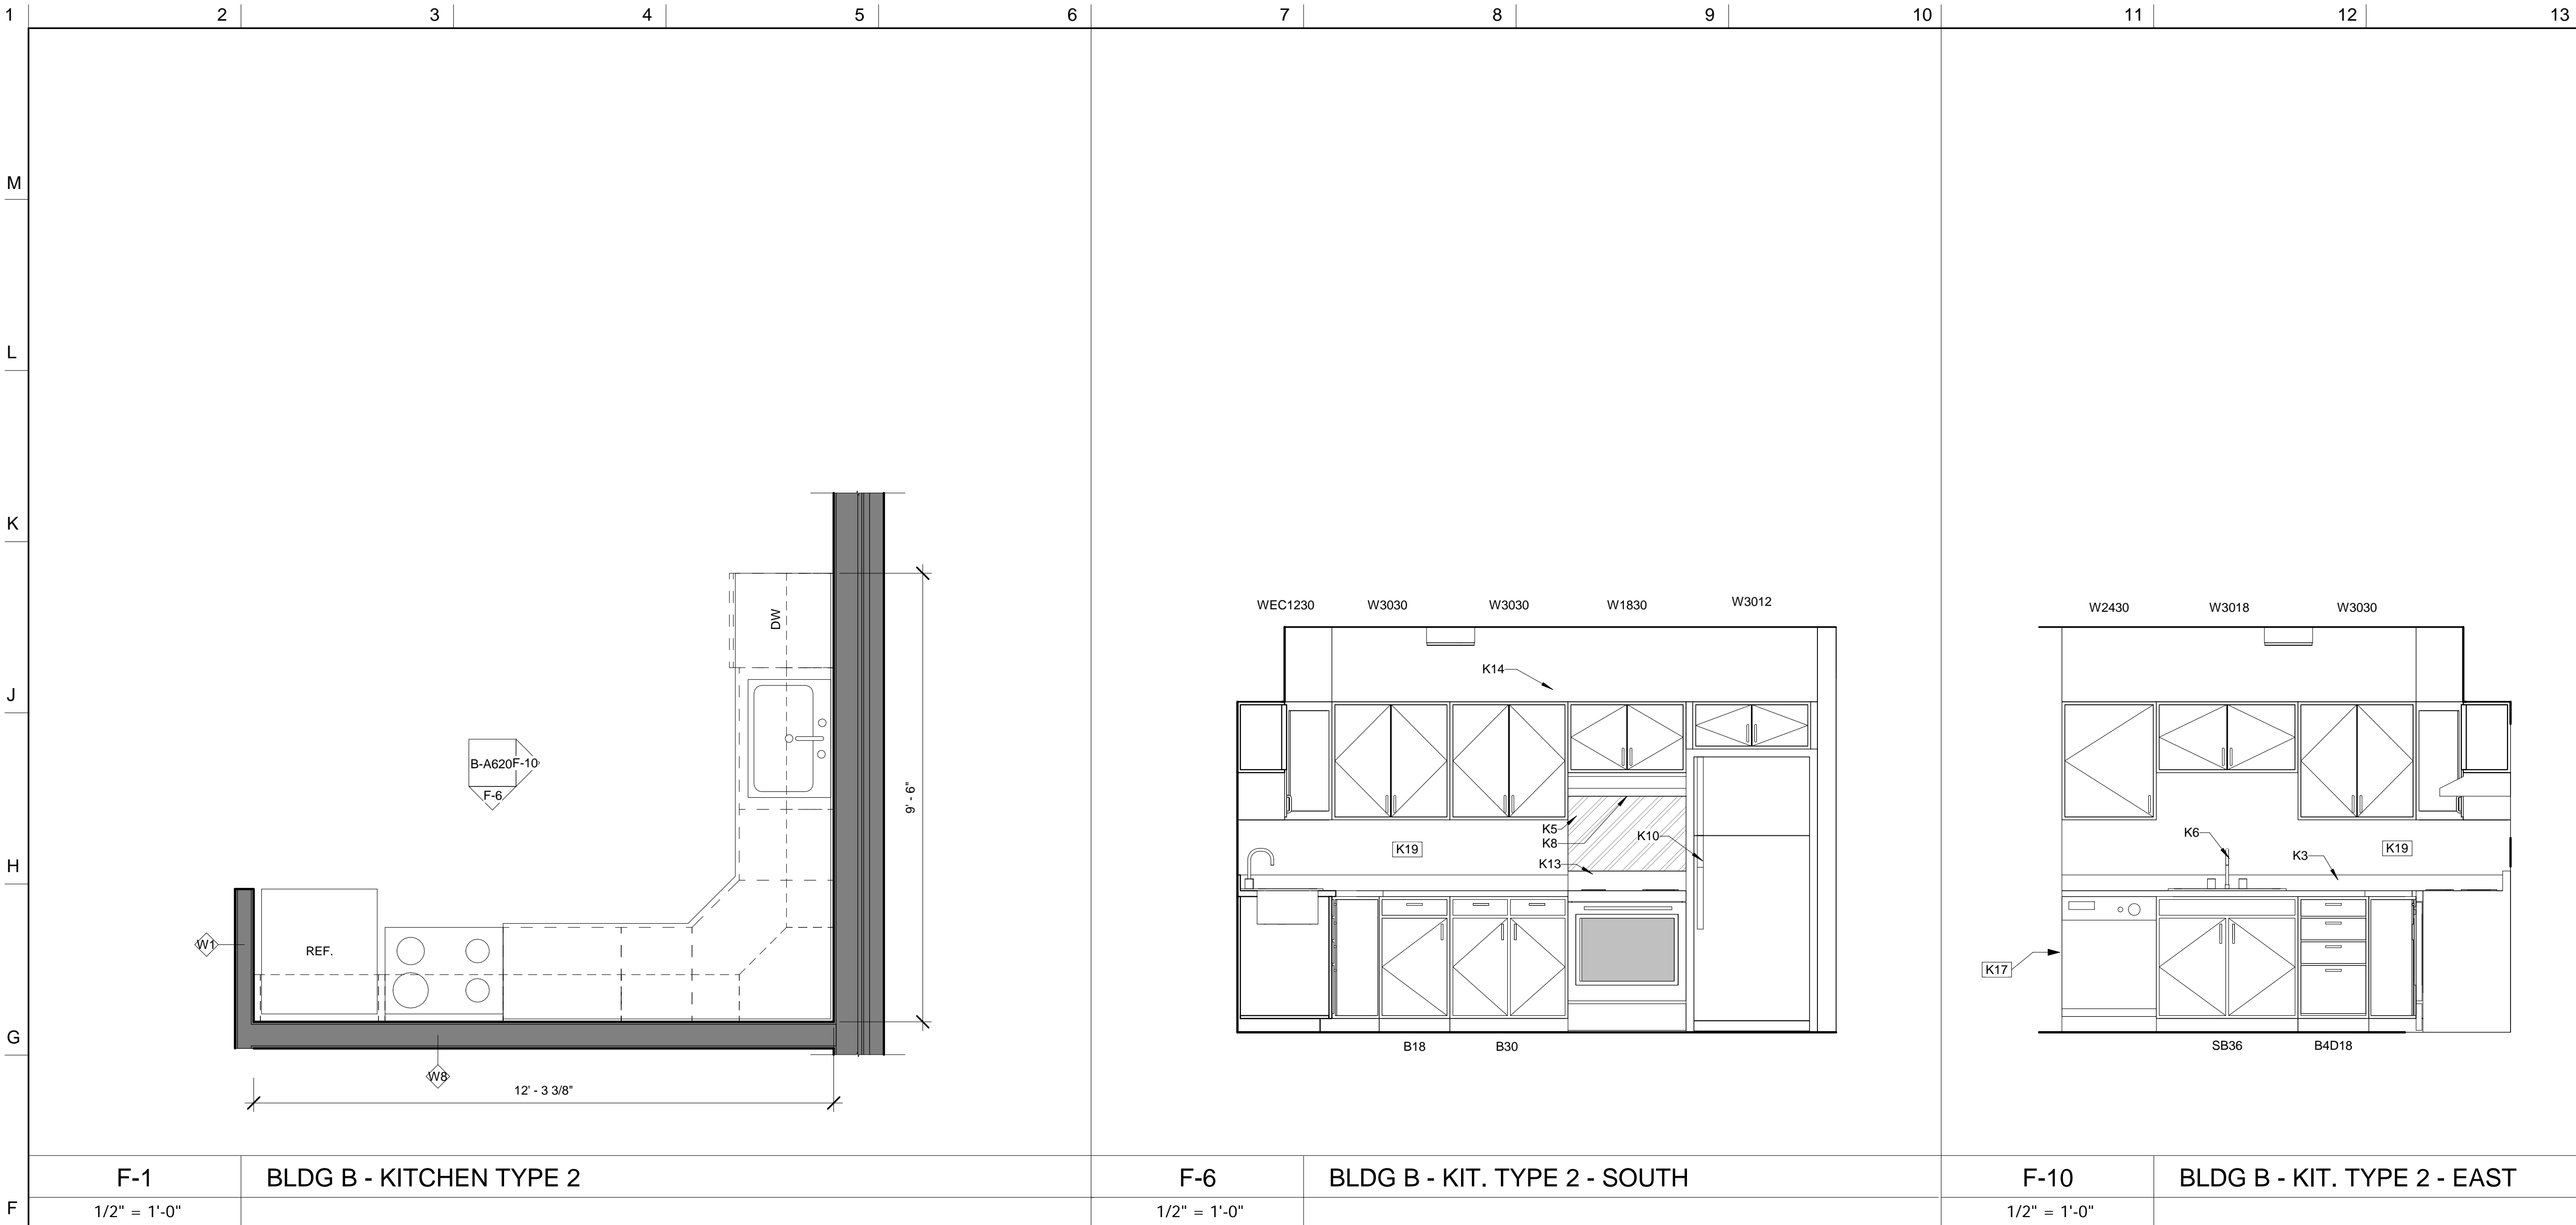 1 2 3 4 5 6 7 8 9 10 11 12 13
M
L
K
J
H
G
F
DW
REF.
B-A620
F-10
F-6
W1
W8
9' - 6"
12' - 3 3/8"
WEC1230 W3030 W3030 W1830 W3012
K14
K5
K8
K10
K19
K13
B18 B30
W2430 W3018 W3030
K6
K3
K19
K17
SB36 B4D18
F-1 BLDG B - KITCHEN TYPE 2
1/2" = 1'-0"
F-6 BLDG B - KIT. TYPE 2 - SOUTH
1/2" = 1'-0"
F-10 BLDG B - KIT. TYPE 2 - EAST
1/2" = 1'-0"